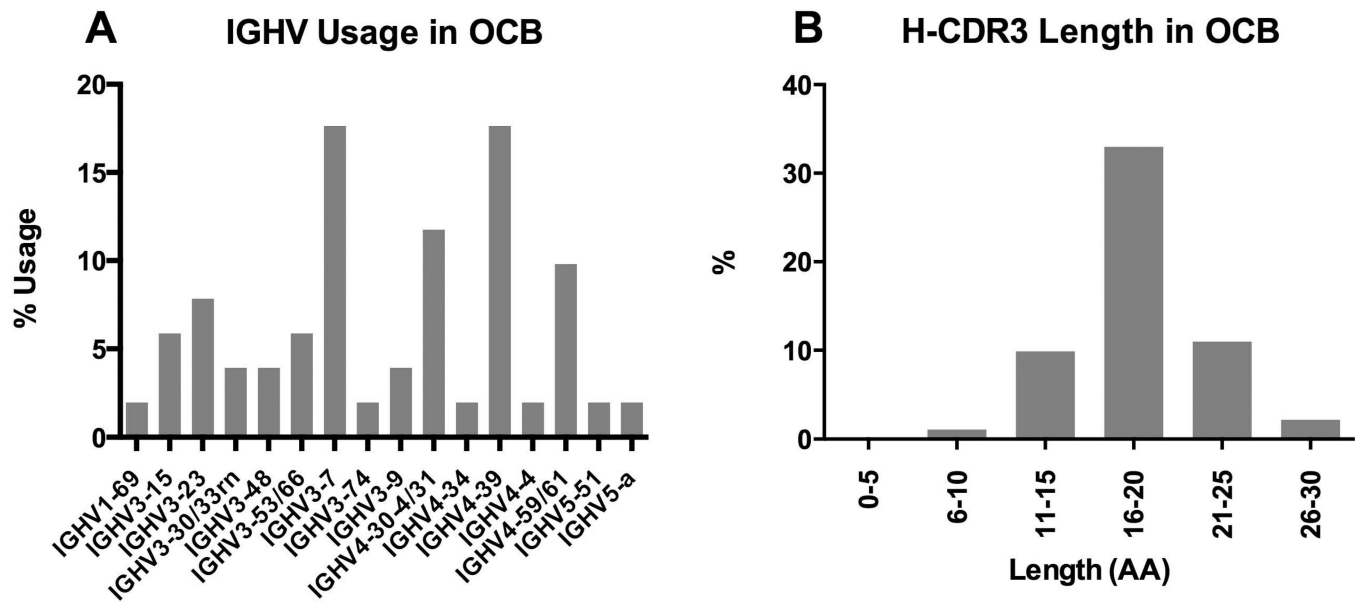 A
IGHV Usage in OCB
% Usage
20
15
10
5
0
IGHV1-69
IGHV3-15
IGHV3-23
IGHV3-30/33rn
IGHV3-48
IGHV3-53/66
IGHV3-7
IGHV3-74
IGHV3-9
IGHV4-30-4/31
IGHV4-34
IGHV4-39
IGHV4-4
IGHV4-59/61
IGHV5-51
IGHV5-a
B
H-CDR3 Length in OCB
%
40
30
20
10
0
0-5
6-10
11-15
16-20
21-25
26-30
Length (AA)